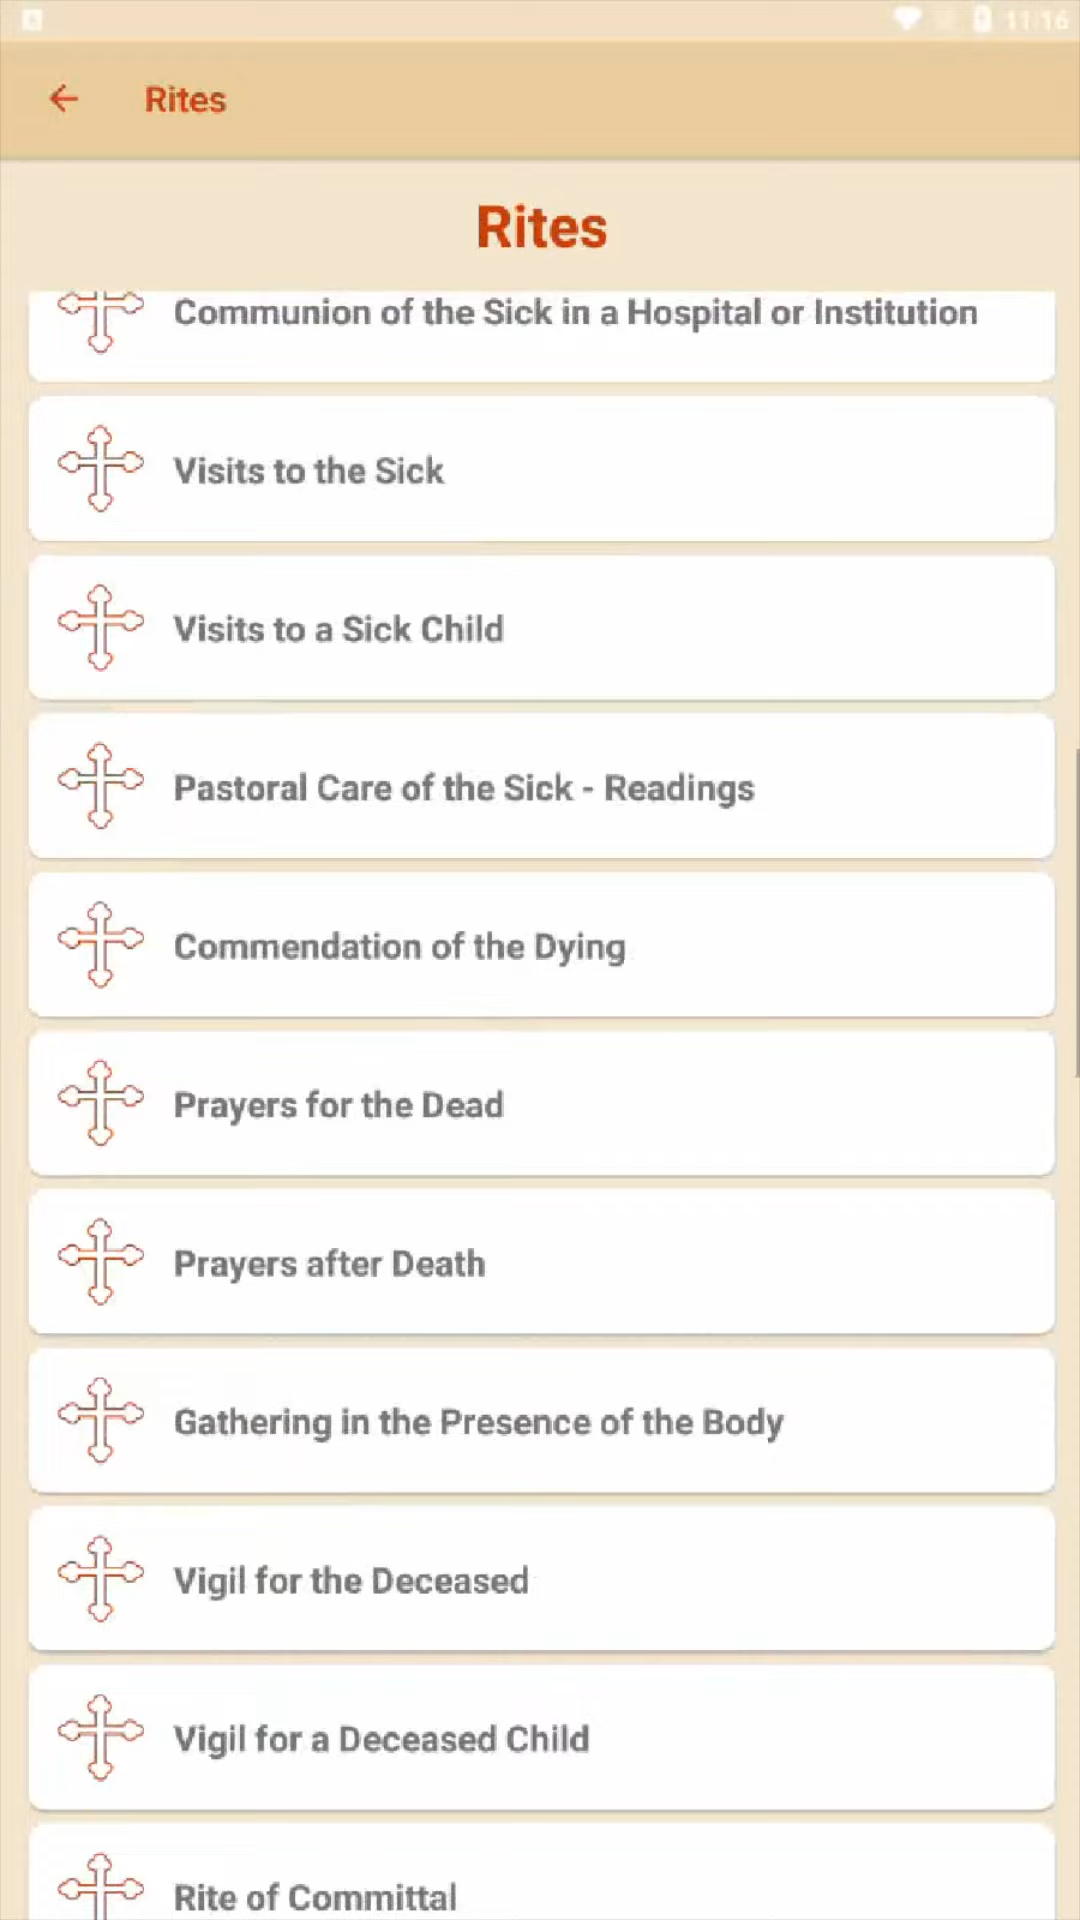 11:16
Rites
Rites
Communion of the Sick in a Hospital or Institution
Visits to the Sick
Visits to a Sick Child
Pastoral Care of the Sick - Readings
Commendation of the Dying
Prayers for the Dead
Prayers after Death
Gathering in the Presence of the Body
Vigil for the Deceased
Vigil for a Deceased Child
Rite of Committal